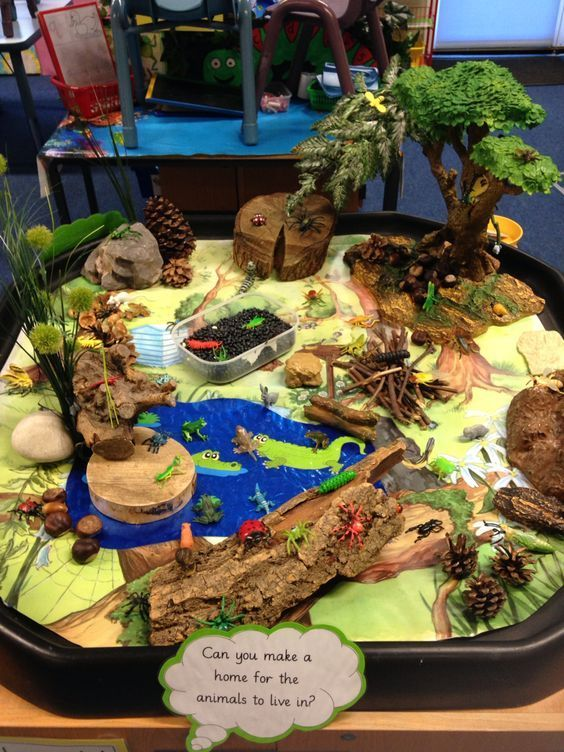 Can you make a
home for the
animals to live in?